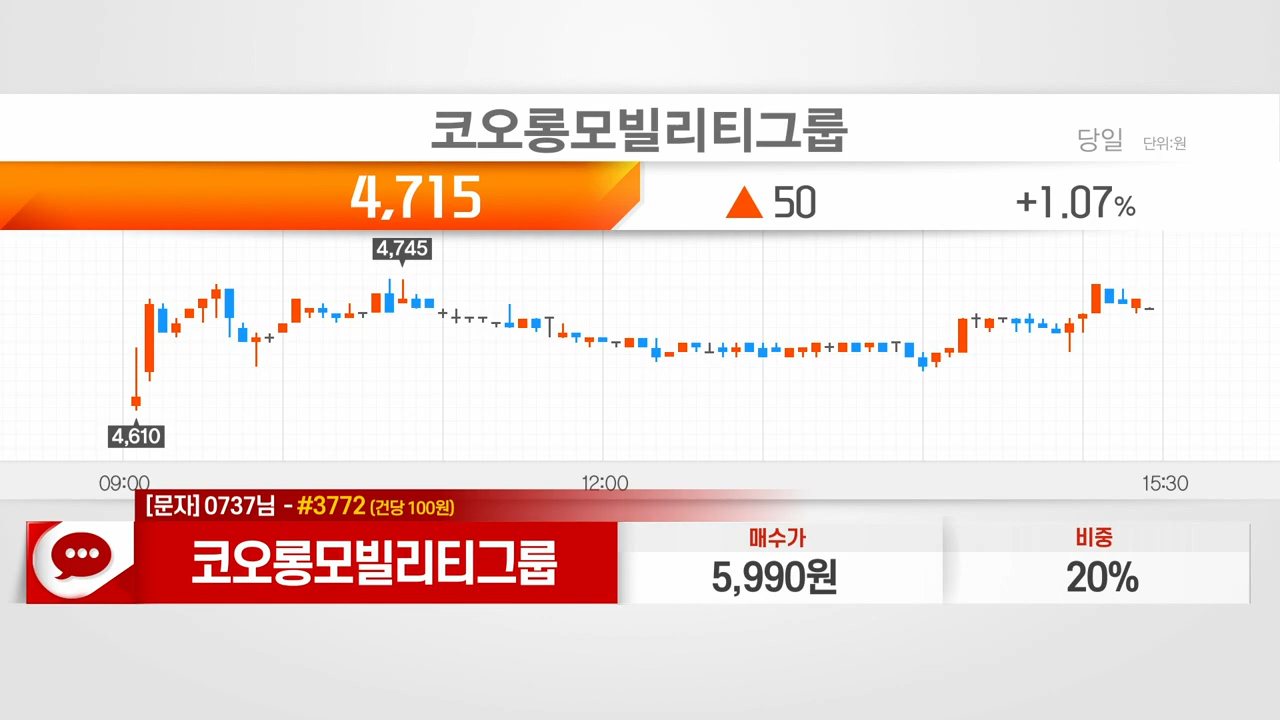 코오롱모빌리티그룹
당일 단위:원
4,715 ▲ 50 +1.07%
4,745
4,610
09:00 12:00 15:30
[문자] 0737님 - #3772 (건당 100원)
코오롱모빌리티그룹
매수가 비중
5,990원 20%